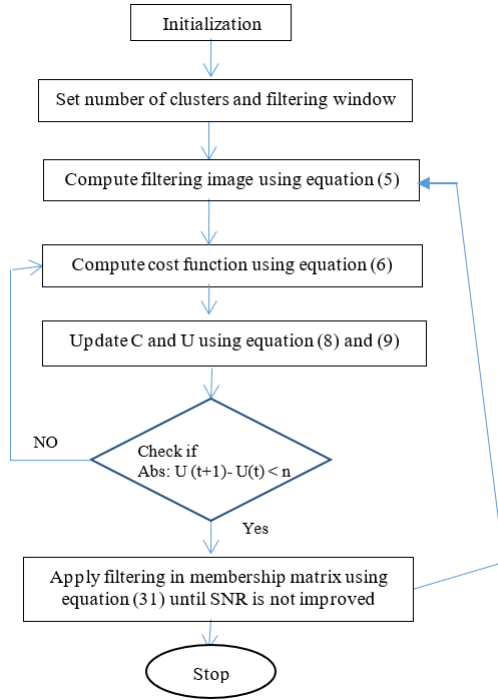 Initialization
Set number of clusters and filtering window
Compute filtering image using equation (5)
Compute cost function using equation (6)
Update C and U using equation (8) and (9)
NO
Check if
Abs: U (t+1)- U(t) < n
Yes
Apply filtering in membership matrix using
equation (31) until SNR is not improved
Stop